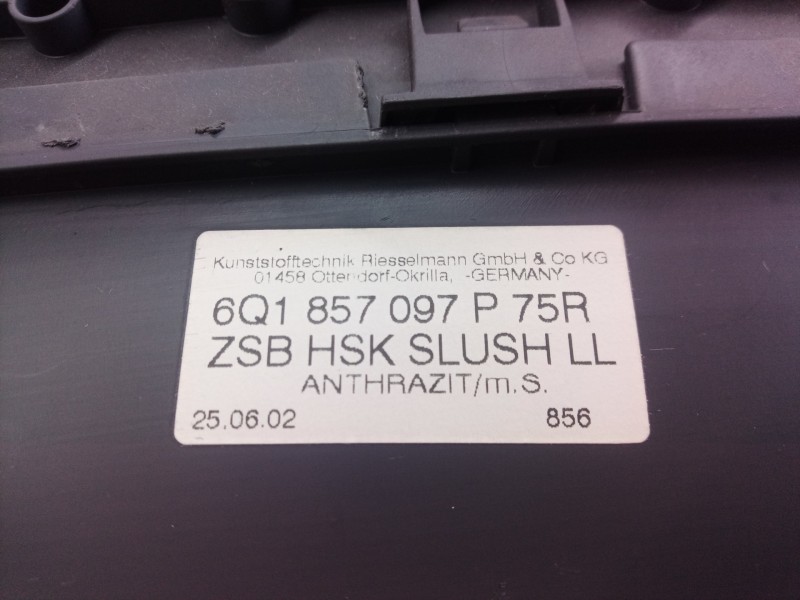 Kunststofftechnik Riesselmann GmbH & Co KG
01458 Ottendorf-Okrilla, -GERMANY-
6Q1 857 097 P 75R
ZSB HSK SLUSH LL
ANTHRAZIT/m.S.
25.06.02 856